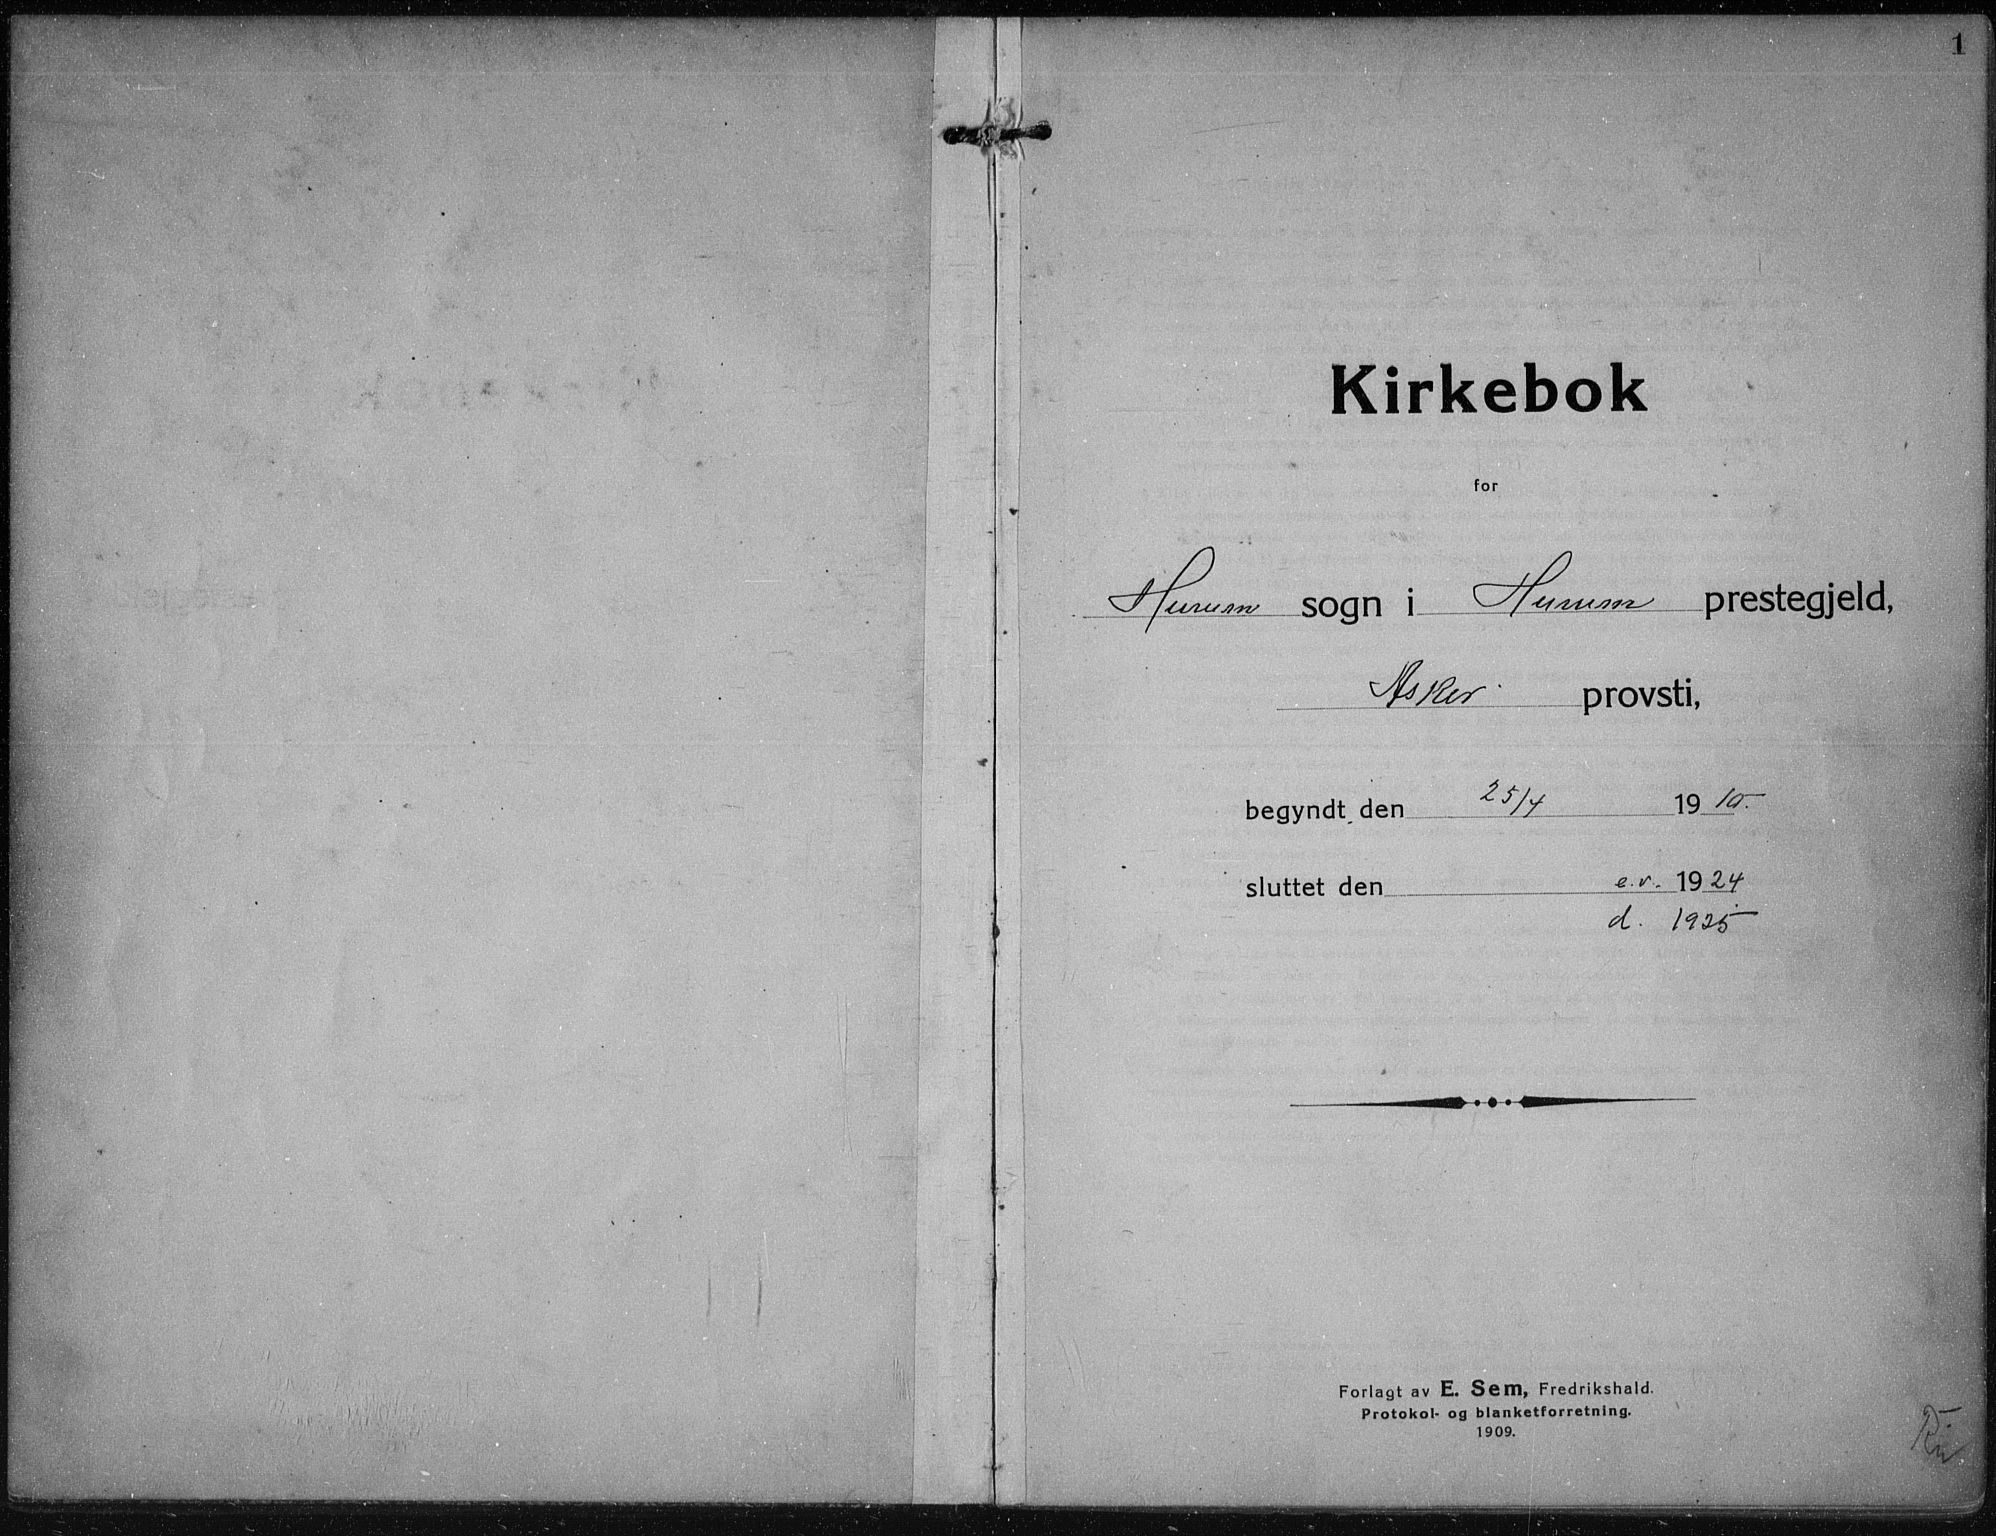 1
Kirkebok
for
Hurum sogn i Hurum prestegjeld,
Asker provsti,
begyndt den 25/4 1910.
sluttet den e.v. 1924
d. 1925
Forlagt av E. Sem, Fredrikshald.
Protokol- og blanketforretning.
1909.